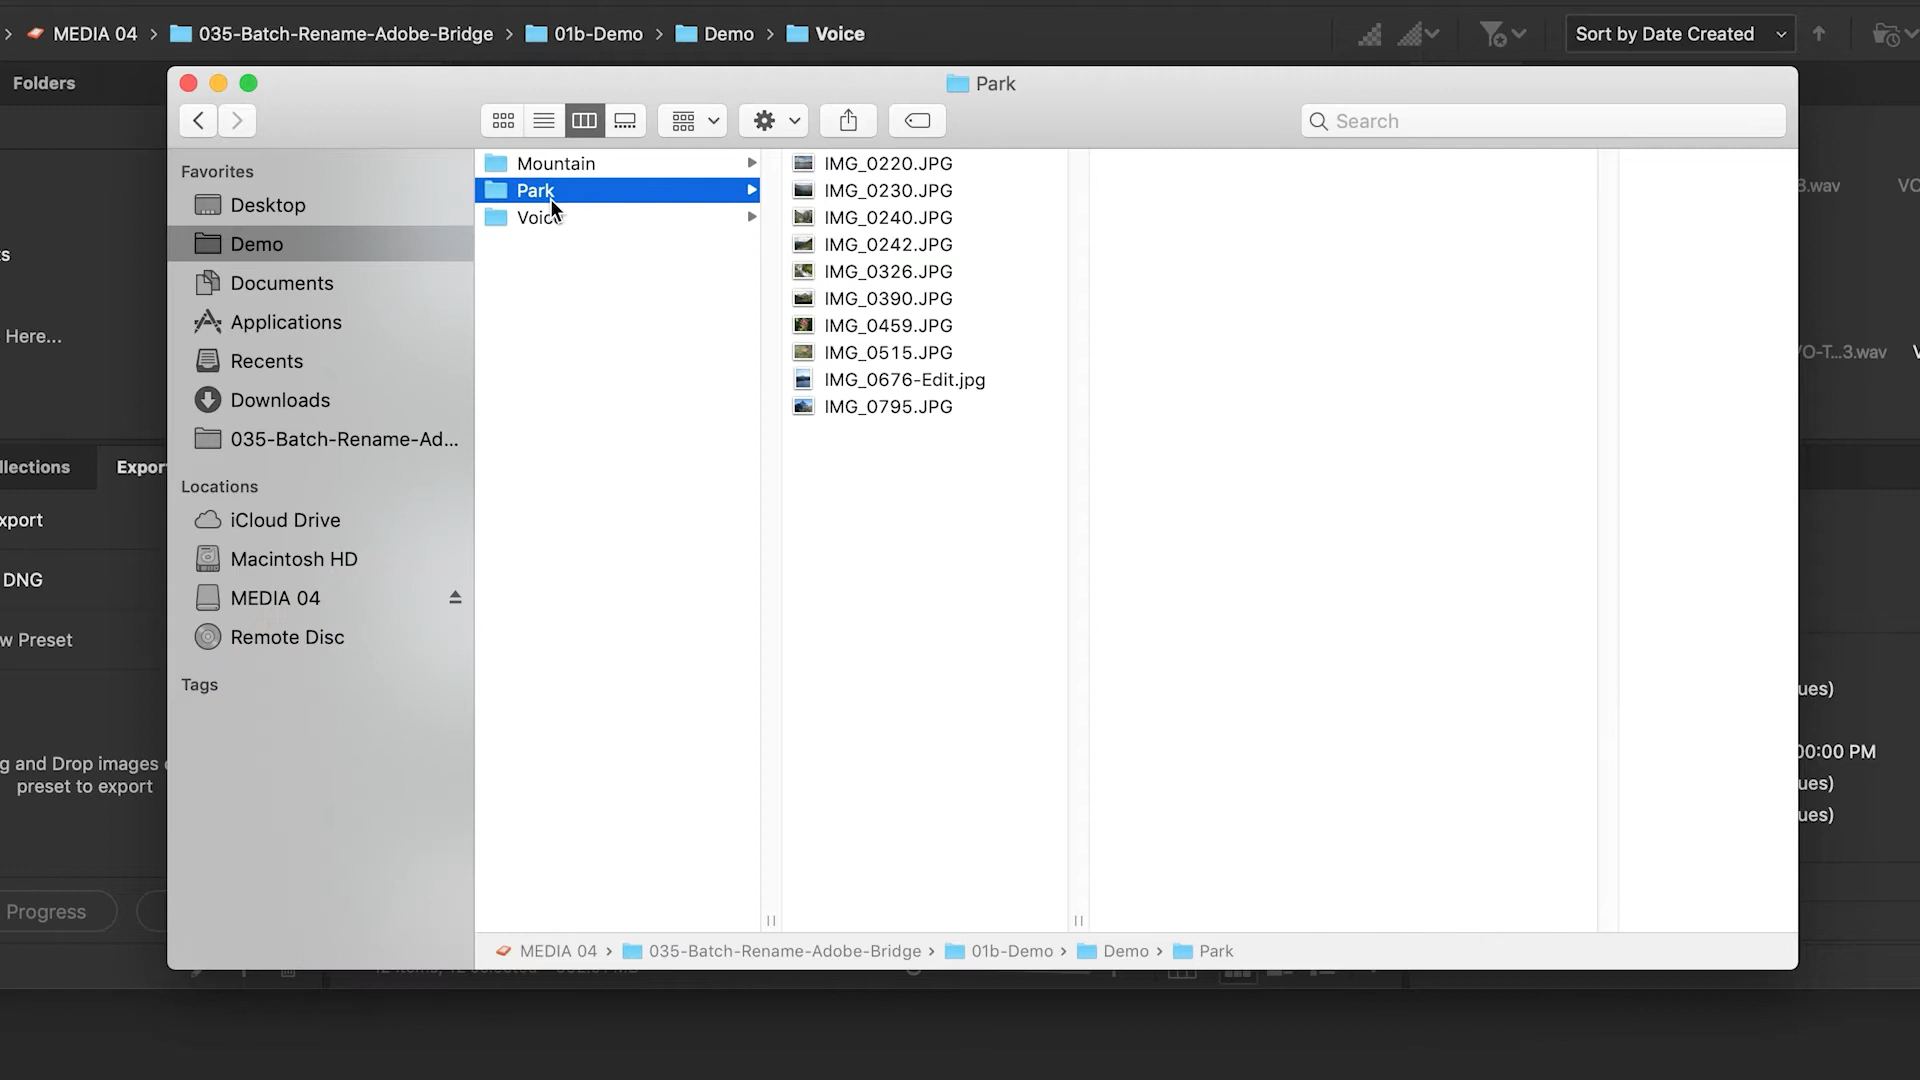 MEDIA 04 > 035-Batch-Rename-Adobe-Bridge > 01b-Demo > Demo > Voice
Sort by Date Created
Folders
Park
Search
Favorites
Desktop
Demo
Documents
Applications
Recents
Downloads
035-Batch-Rename-Ad...
Locations
iCloud Drive
Macintosh HD
MEDIA 04
Remote Disc
Tags
Mountain
Park
Voice
IMG_0220.JPG
IMG_0230.JPG
IMG_0240.JPG
IMG_0242.JPG
IMG_0326.JPG
IMG_0390.JPG
IMG_0459.JPG
IMG_0515.JPG
IMG_0676-Edit.jpg
IMG_0795.JPG
MEDIA 04 > 035-Batch-Rename-Adobe-Bridge > 01b-Demo > Demo > Park
s
Here...
llections
Expor
xport
DNG
w Preset
g and Drop images
preset to export
Progress
3.wav
VO
O-T...3.wav
ues)
00:00 PM
ues)
ues)